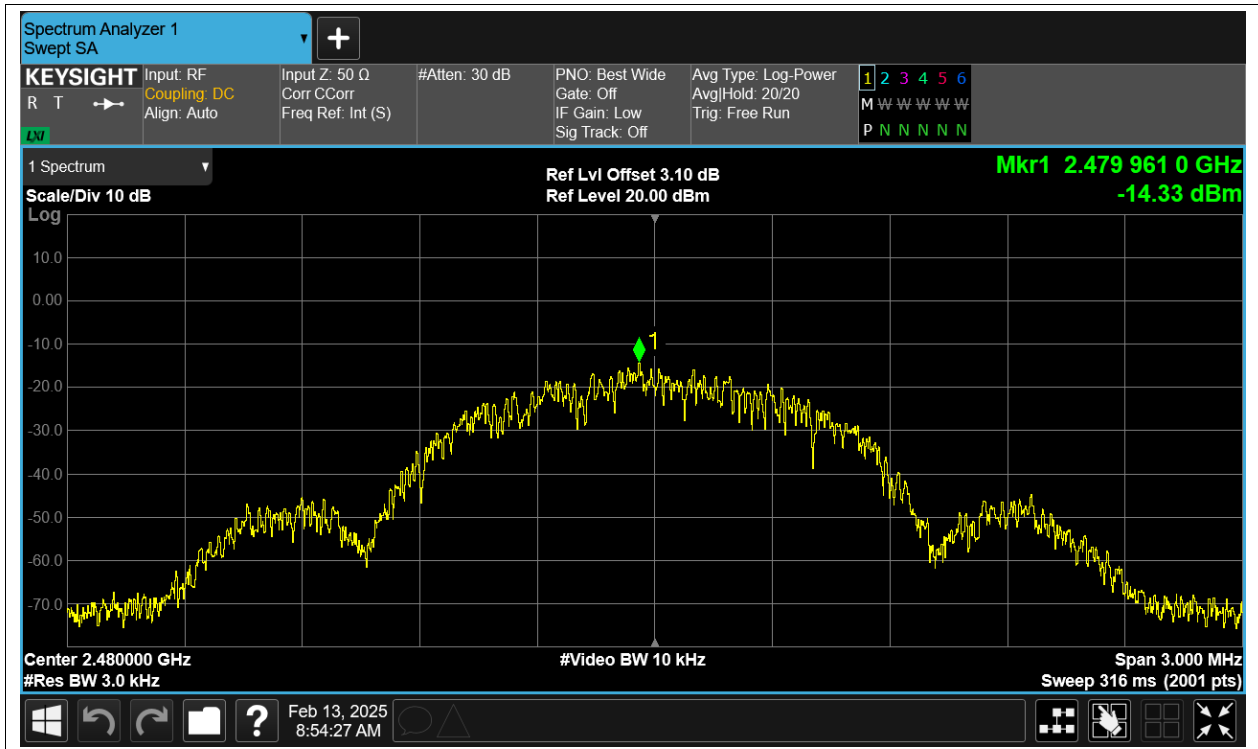 Spectrum Analyzer 1
Swept SA
KEYSIGHT
R T
LXI
Input: RF
Coupling: DC
Align: Auto
Input Z: 50 Ω
Corr CCorr
Freq Ref: Int (S)
#Atten: 30 dB
PNO: Best Wide
Gate: Off
IF Gain: Low
Sig Track: Off
Avg Type: Log-Power
Avg|Hold: 20/20
Trig: Free Run
1 2 3 4 5 6
M W W W W W
P N N N N N
1 Spectrum
Scale/Div 10 dB
Ref Lvl Offset 3.10 dB
Ref Level 20.00 dBm
Mkr1 2.479 961 0 GHz
-14.33 dBm
Log
10.0
0.00
-10.0
-20.0
-30.0
-40.0
-50.0
-60.0
-70.0
1
Center 2.480000 GHz
#Res BW 3.0 kHz
#Video BW 10 kHz
Span 3.000 MHz
Sweep 316 ms (2001 pts)
?
Feb 13, 2025
8:54:27 AM